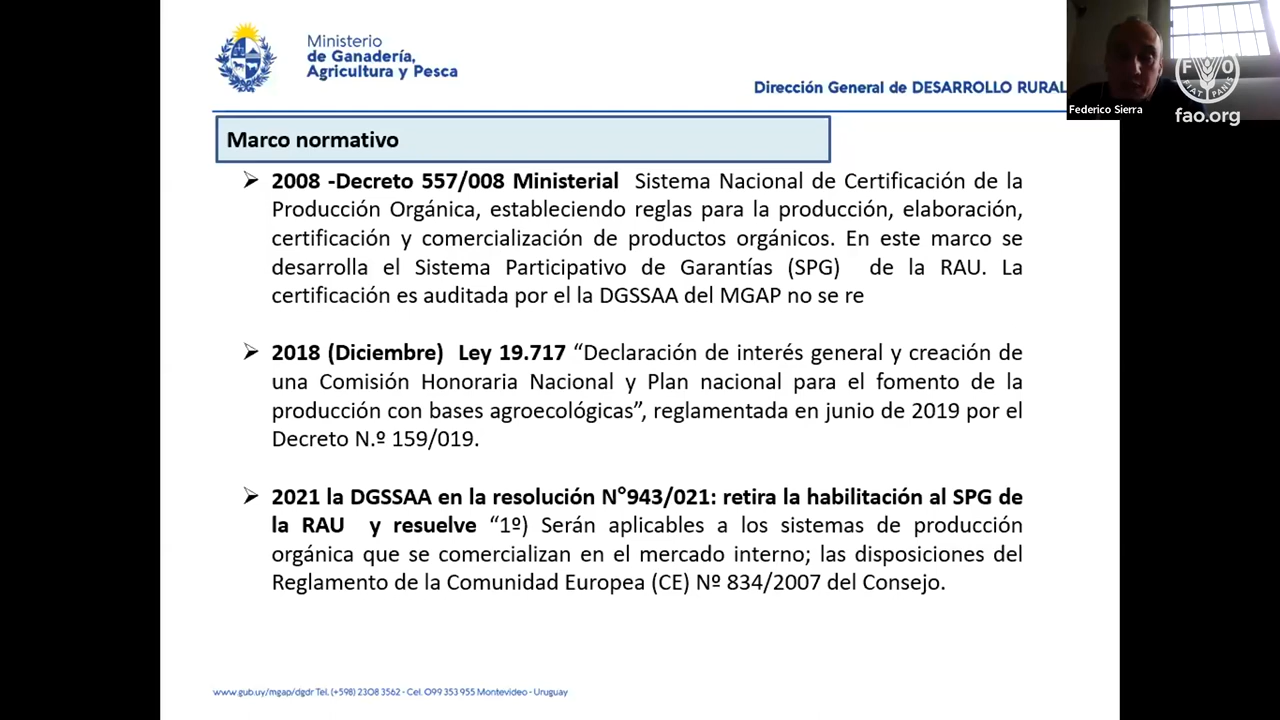 Ministerio
de Ganadería,
Agricultura y Pesca
Dirección General de DESARROLLO RURAL
Federico Sierra
FAO
FIAT PANIS
fao.org
Marco normativo
➢ 2008 -Decreto 557/008 Ministerial Sistema Nacional de Certificación de la
Producción Orgánica, estableciendo reglas para la producción, elaboración,
certificación y comercialización de productos orgánicos. En este marco se
desarrolla el Sistema Participativo de Garantías (SPG) de la RAU. La
certificación es auditada por el la DGSSAA del MGAP no se re
➢ 2018 (Diciembre) Ley 19.717 “Declaración de interés general y creación de
una Comisión Honoraria Nacional y Plan nacional para el fomento de la
producción con bases agroecológicas”, reglamentada en junio de 2019 por el
Decreto N.º 159/019.
➢ 2021 la DGSSAA en la resolución N°943/021: retira la habilitación al SPG de
la RAU y resuelve “1º) Serán aplicables a los sistemas de producción
orgánica que se comercializan en el mercado interno; las disposiciones del
Reglamento de la Comunidad Europea (CE) Nº 834/2007 del Consejo.
www.gub.uy/mgap/dgdr Tel. (+598) 2308 3562 - Cel. 099 353 955 Montevideo - Uruguay